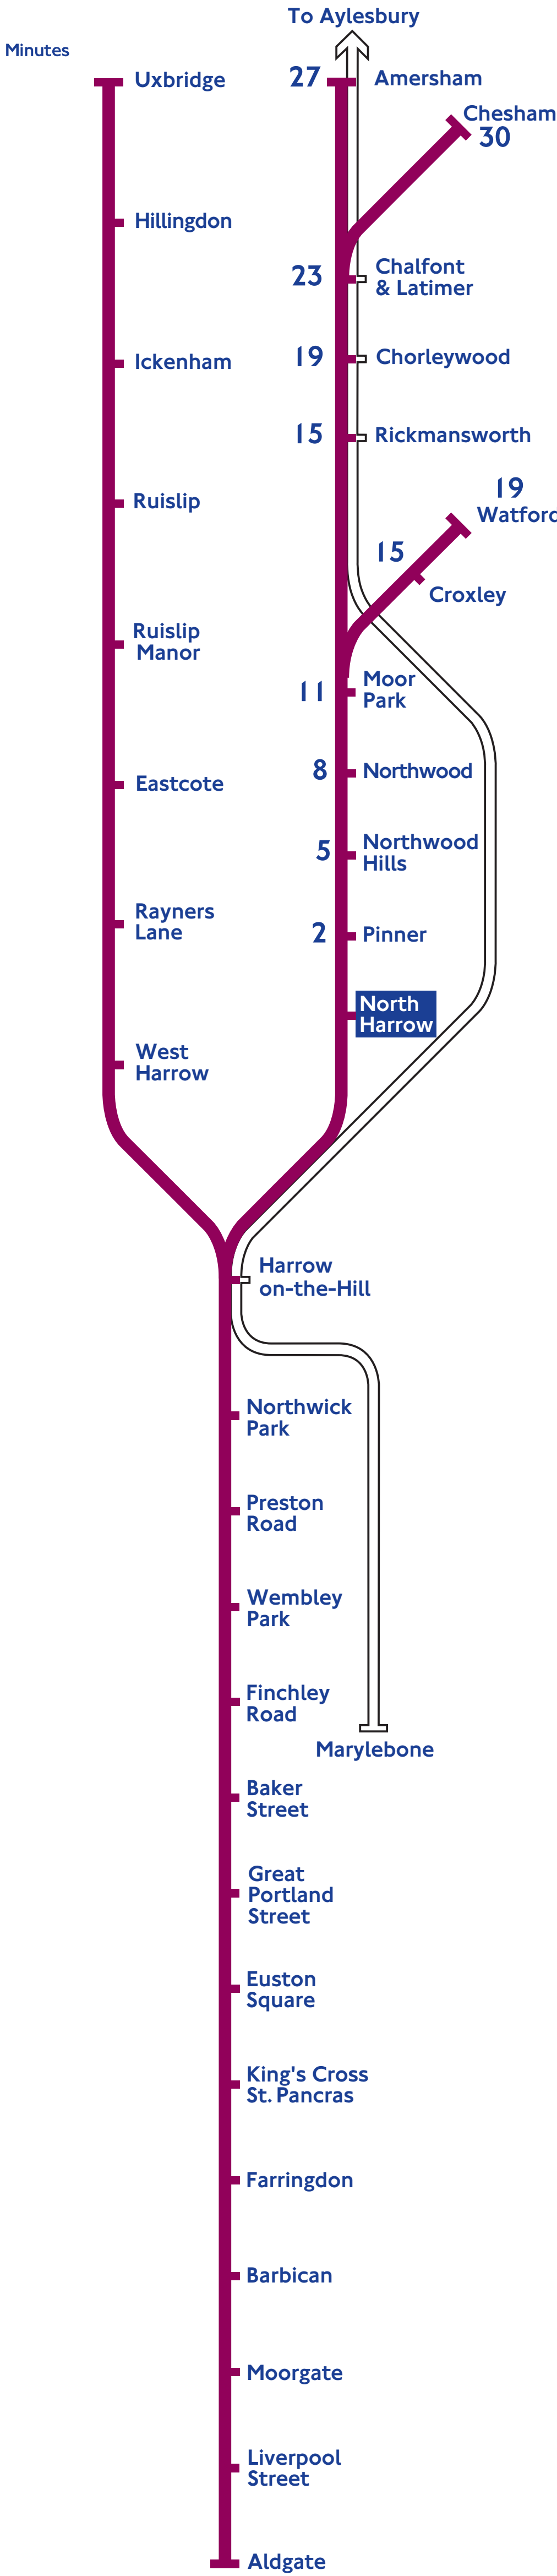 To Aylesbury
Minutes
Uxbridge
27
Amersham
Chesham
30
Hillingdon
23
Chalfont
& Latimer
Ickenham
19
Chorleywood
15
Rickmansworth
Ruislip
19
Watford
15
Croxley
Ruislip
Manor
11
Moor
Park
8
Northwood
Eastcote
5
Northwood
Hills
Rayners
Lane
2
Pinner
North
Harrow
West
Harrow
Harrow
on-the-Hill
Northwick
Park
Preston
Road
Wembley
Park
Finchley
Road
Marylebone
Baker
Street
Great
Portland
Street
Euston
Square
King's Cross
St. Pancras
Farringdon
Barbican
Moorgate
Liverpool
Street
Aldgate